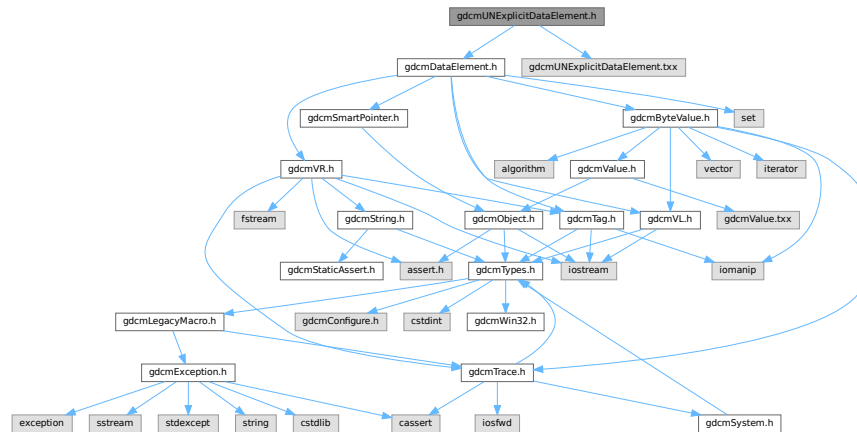 gdcmUNExplicitDataElement.h
gdcmDataElement.h
gdcmUNExplicitDataElement.txx
gdcmSmartPointer.h
gdcmByteValue.h
set
gdcmVR.h
algorithm
gdcmValue.h
vector
iterator
fstream
gdcmString.h
gdcmObject.h
gdcmTag.h
gdcmVL.h
gdcmValue.txx
gdcmStaticAssert.h
assert.h
gdcmTypes.h
iostream
iomanip
gdcmLegacyMacro.h
gdcmConfigure.h
cstdint
gdcmWin32.h
gdcmException.h
gdcmTrace.h
exception
sstream
stdexcept
string
cstdlib
cassert
iosfwd
gdcmSystem.h